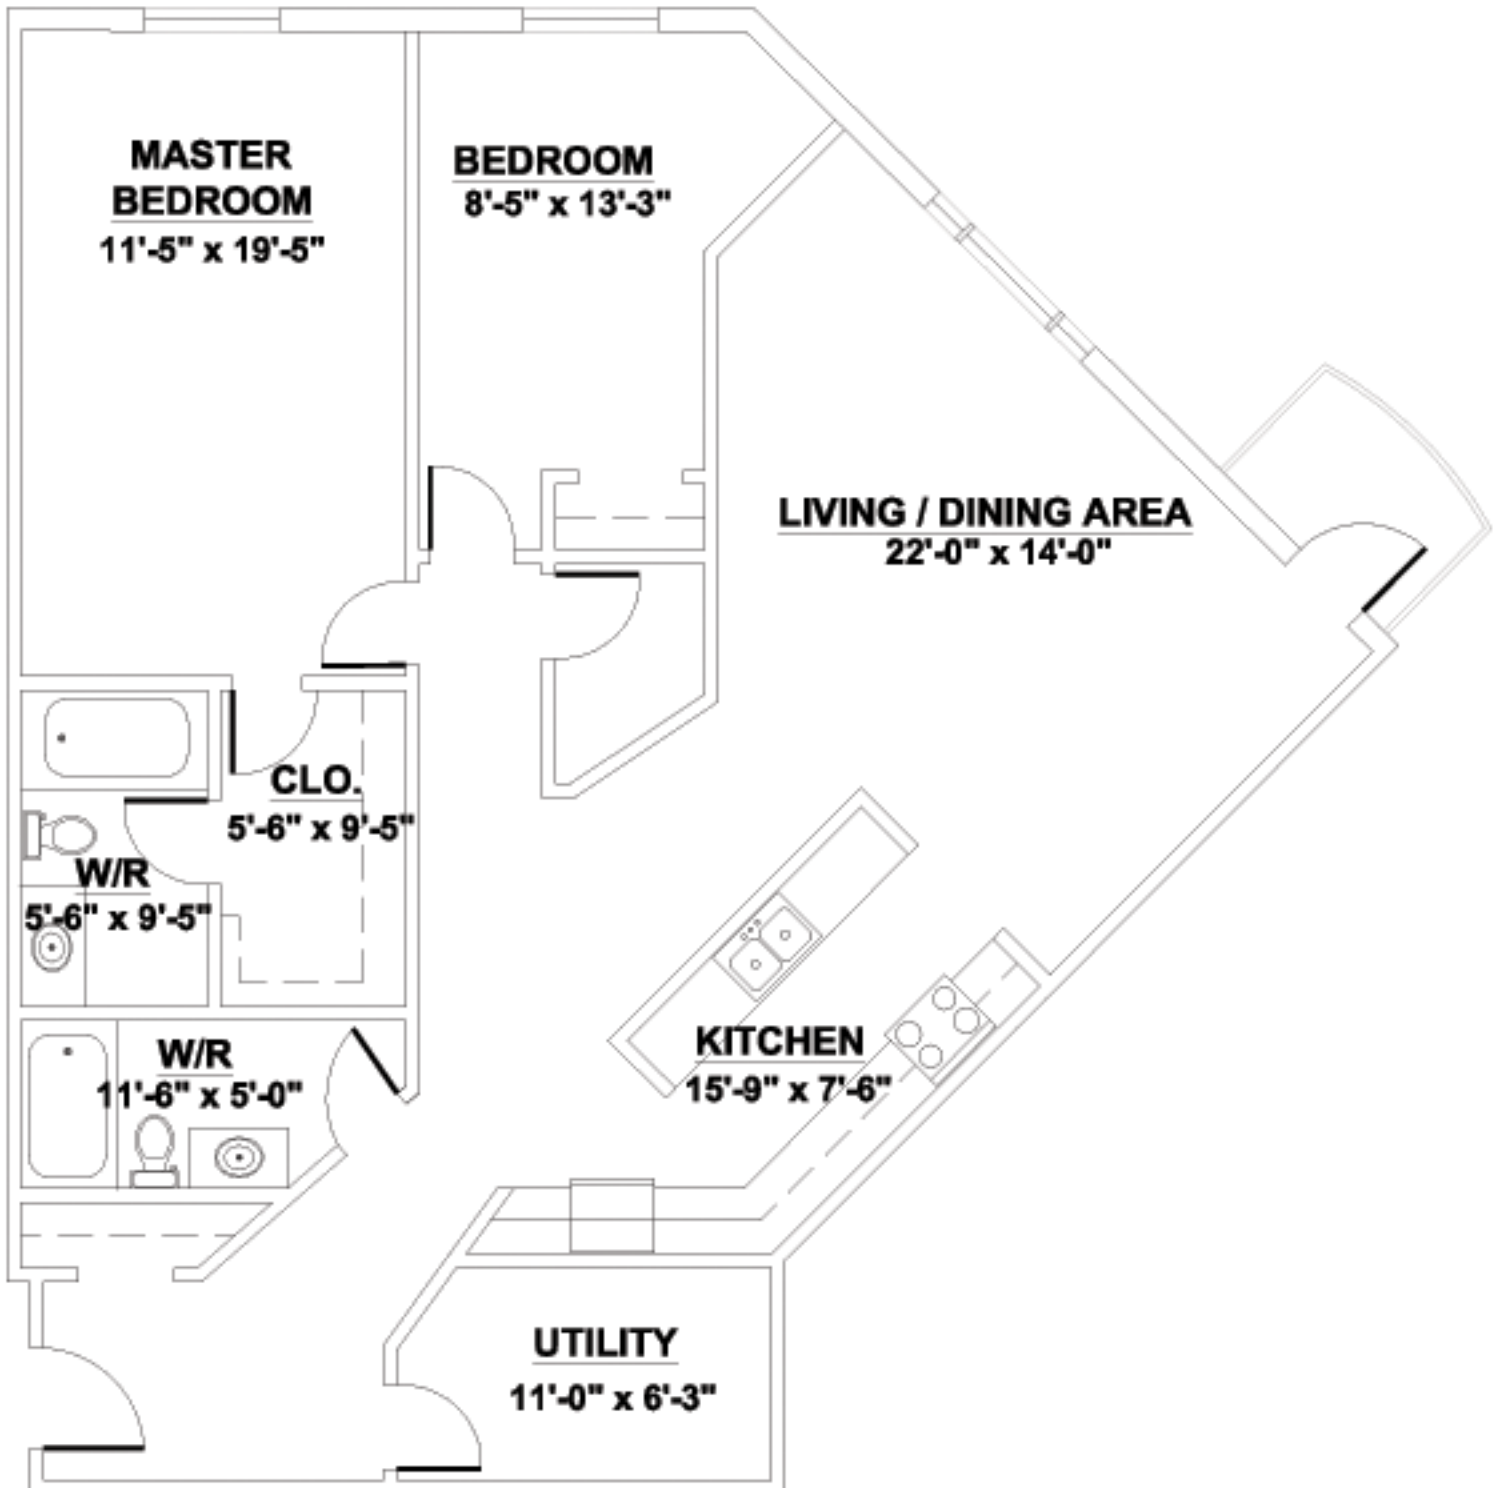 MASTER
BEDROOM
11'-5" x 19'-5"
BEDROOM
8'-5" x 13'-3"
LIVING / DINING AREA
22'-0" x 14'-0"
CLO.
5'-6" x 9'-5"
W/R
5'-6" x 9'-5"
W/R
11'-6" x 5'-0"
KITCHEN
15'-9" x 7'-6"
UTILITY
11'-0" x 6'-3"